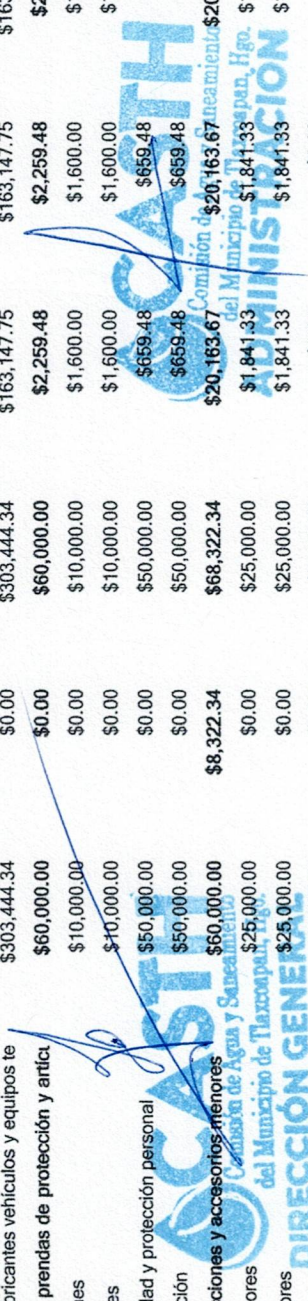 bricantes vehículos y equipos te $303,444.34 $0.00 $303,444.34 $163,147.75 $163,147.75
prendas de protección y artícu $60,000.00 $0.00 $60,000.00 $2,259.48 $2,259.48
nes $10,000.00 $0.00 $10,000.00 $1,600.00 $1,600.00
es $10,000.00 $0.00 $10,000.00 $1,600.00 $1,600.00
dad y protección personal $50,000.00 $0.00 $50,000.00 $659.48 $659.48
ción $50,000.00 $0.00 $50,000.00 $659.48 $659.48
ciones y accesorios menores $60,000.00 $8,322.34 $68,322.34 $20,163.67 $20,163.67
ores $25,000.00 $0.00 $25,000.00 $1,841.33 $1,841.33
ores $25,000.00 $0.00 $25,000.00 $1,841.33 $1,841.33
CASTH
Comisión de Agua y Saneamiento
del Municipio de Tlaxcoapan, Hgo.
DIRECCIÓN GENERAL
CASTH
Comisión de Agua y Saneamiento
del Municipio de Tlaxcoapan, Hgo.
ADMINISTRACIÓN